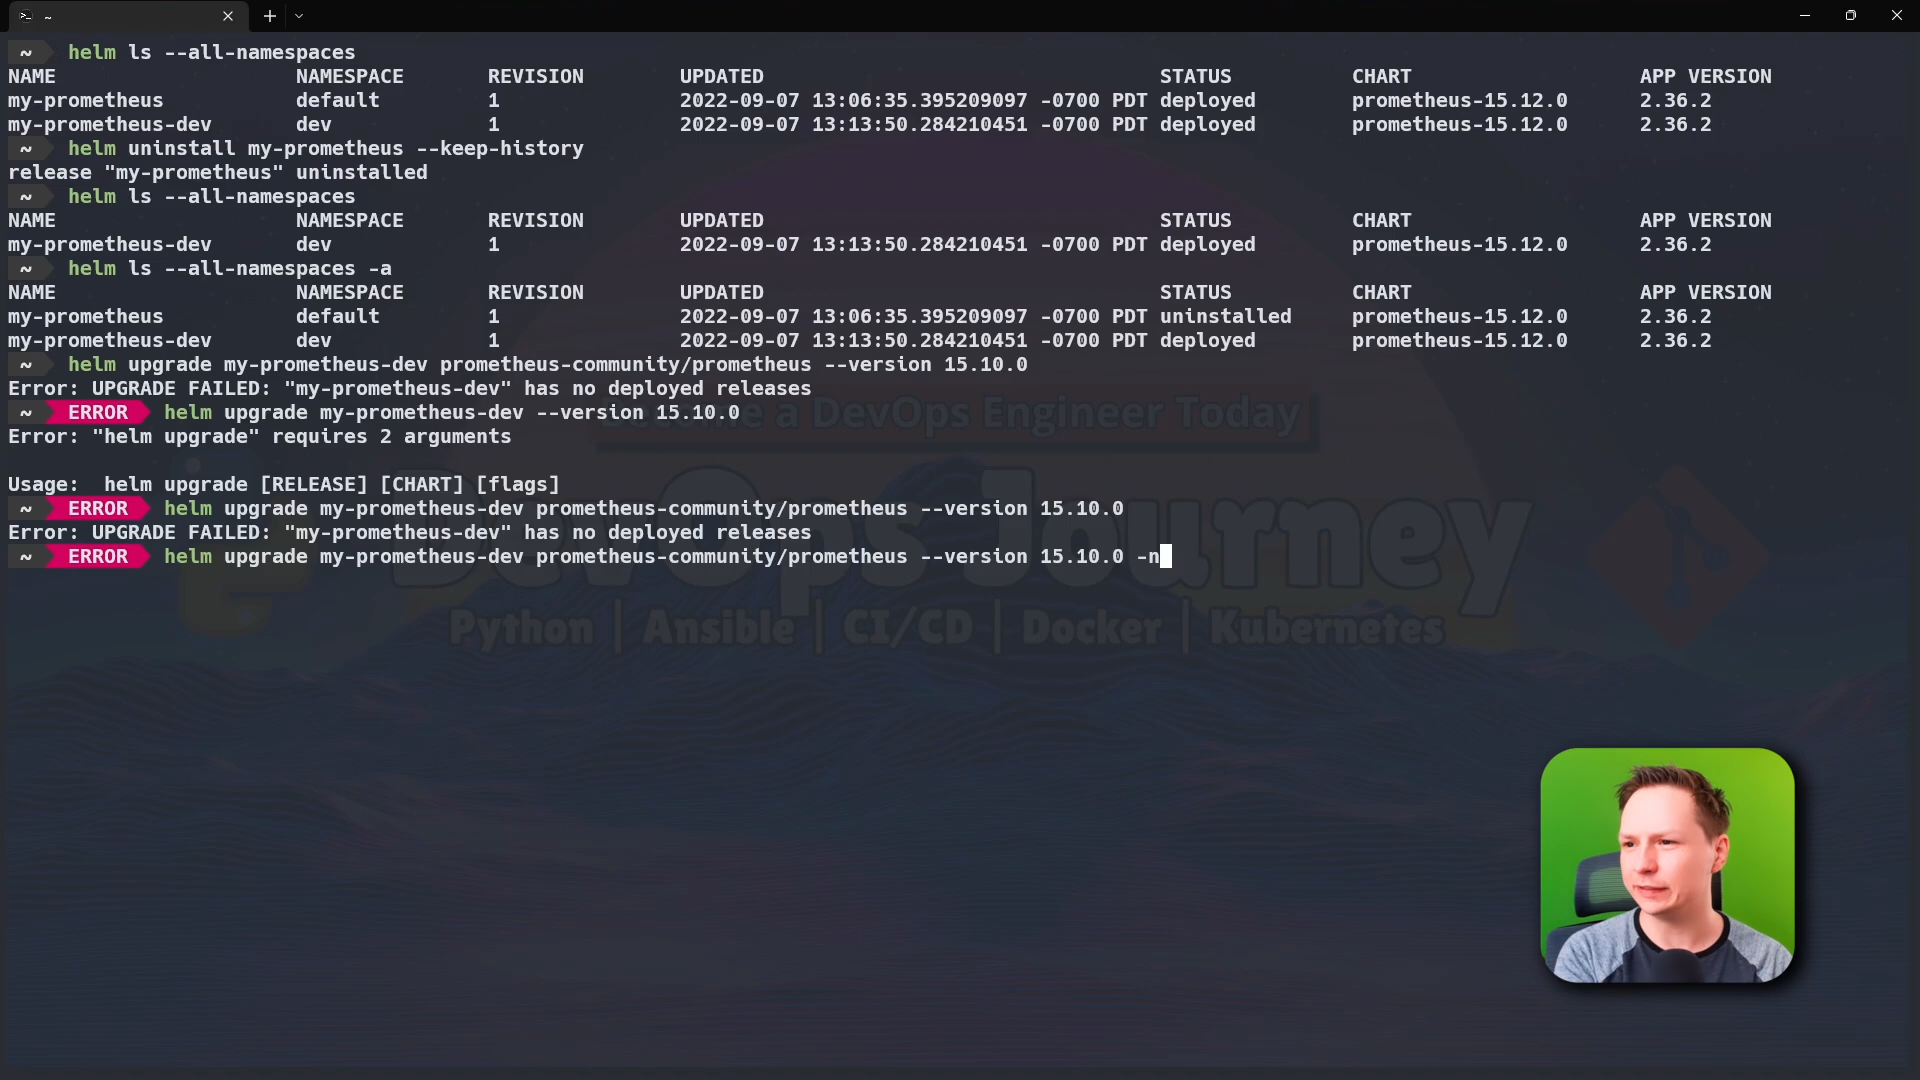 ~
~ helm ls --all-namespaces
NAME NAMESPACE REVISION UPDATED STATUS CHART APP VERSION
my-prometheus default 1 2022-09-07 13:06:35.395209097 -0700 PDT deployed prometheus-15.12.0 2.36.2
my-prometheus-dev dev 1 2022-09-07 13:13:50.284210451 -0700 PDT deployed prometheus-15.12.0 2.36.2
~ helm uninstall my-prometheus --keep-history
release "my-prometheus" uninstalled
~ helm ls --all-namespaces
NAME NAMESPACE REVISION UPDATED STATUS CHART APP VERSION
my-prometheus-dev dev 1 2022-09-07 13:13:50.284210451 -0700 PDT deployed prometheus-15.12.0 2.36.2
~ helm ls --all-namespaces -a
NAME NAMESPACE REVISION UPDATED STATUS CHART APP VERSION
my-prometheus default 1 2022-09-07 13:06:35.395209097 -0700 PDT uninstalled prometheus-15.12.0 2.36.2
my-prometheus-dev dev 1 2022-09-07 13:13:50.284210451 -0700 PDT deployed prometheus-15.12.0 2.36.2
~ helm upgrade my-prometheus-dev prometheus-community/prometheus --version 15.10.0
Error: UPGRADE FAILED: "my-prometheus-dev" has no deployed releases
~ ERROR helm upgrade my-prometheus-dev --version 15.10.0
Error: "helm upgrade" requires 2 arguments
Usage: helm upgrade [RELEASE] [CHART] [flags]
~ ERROR helm upgrade my-prometheus-dev prometheus-community/prometheus --version 15.10.0
Error: UPGRADE FAILED: "my-prometheus-dev" has no deployed releases
~ ERROR helm upgrade my-prometheus-dev prometheus-community/prometheus --version 15.10.0 -n
a DevOps Engineer Today
DevOps Journey
Python | Ansible | CI/CD | Docker | Kubernetes